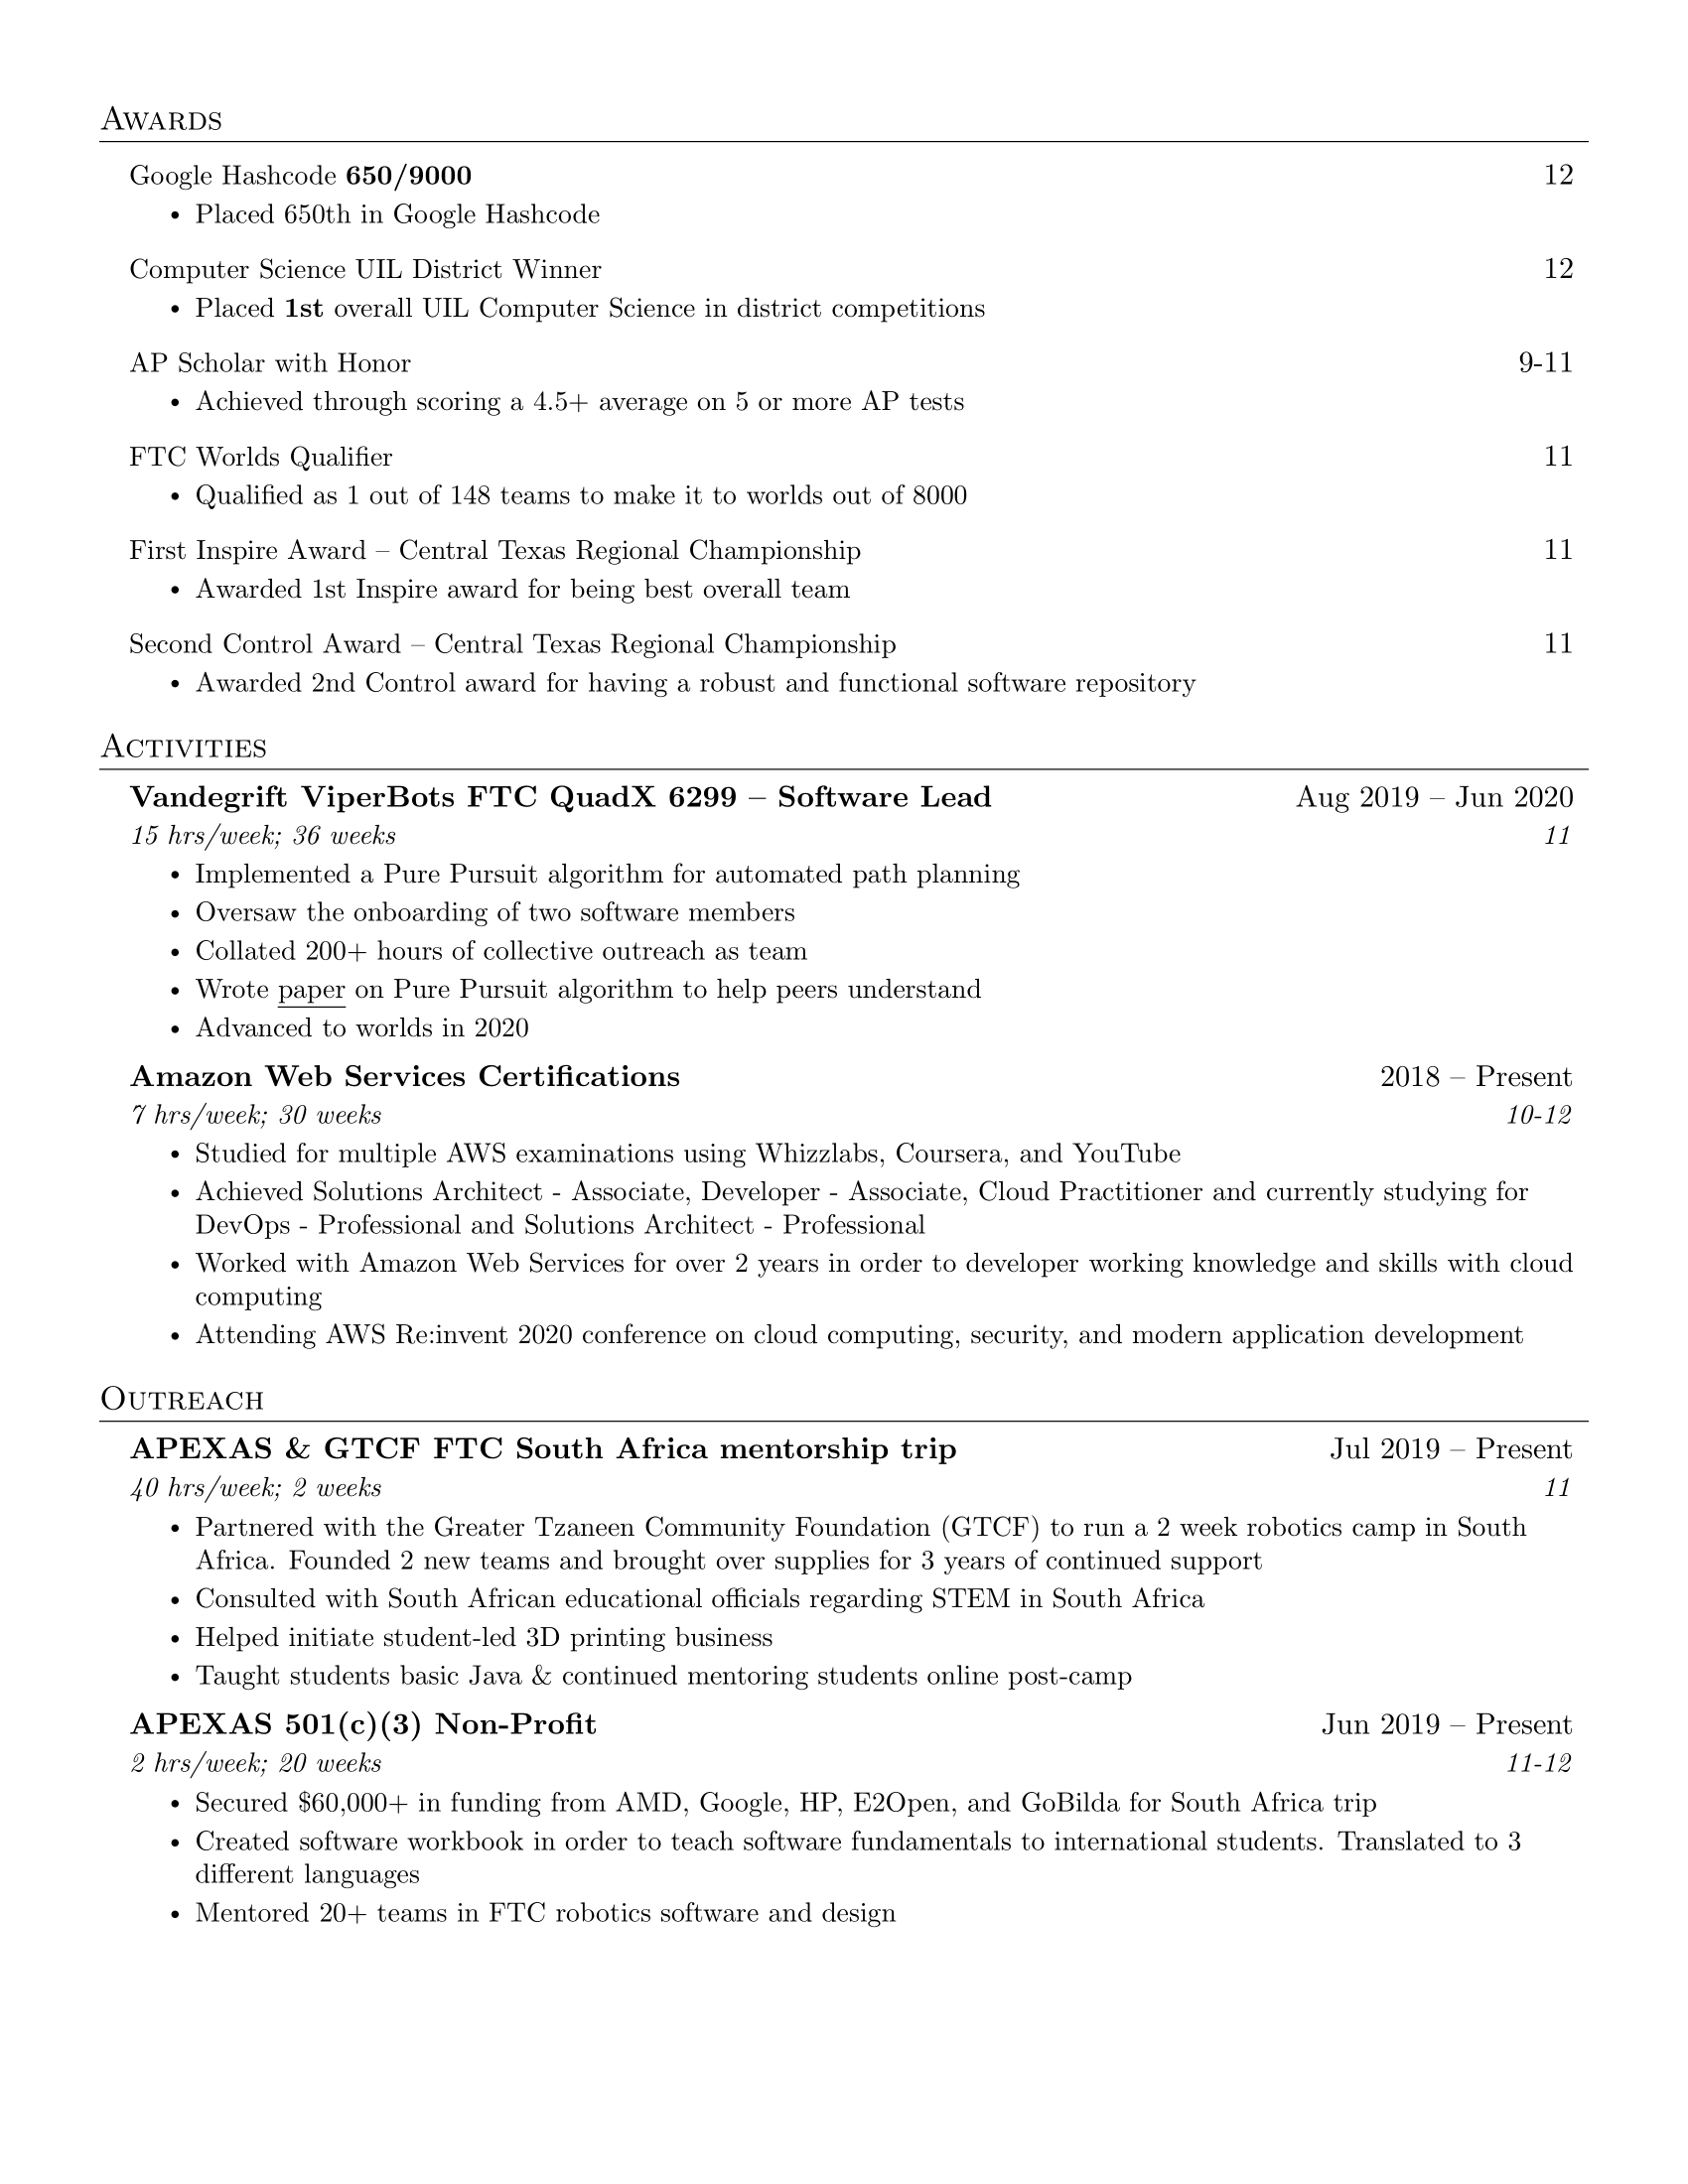 Awards
Google Hashcode 650/9000 12
• Placed 650th in Google Hashcode
Computer Science UIL District Winner 12
• Placed 1st overall UIL Computer Science in district competitions
AP Scholar with Honor 9-11
• Achieved through scoring a 4.5+ average on 5 or more AP tests
FTC Worlds Qualifier 11
• Qualified as 1 out of 148 teams to make it to worlds out of 8000
First Inspire Award – Central Texas Regional Championship 11
• Awarded 1st Inspire award for being best overall team
Second Control Award – Central Texas Regional Championship 11
• Awarded 2nd Control award for having a robust and functional software repository
Activities
Vandegrift ViperBots FTC QuadX 6299 – Software Lead Aug 2019 – Jun 2020
15 hrs/week; 36 weeks 11
• Implemented a Pure Pursuit algorithm for automated path planning
• Oversaw the onboarding of two software members
• Collated 200+ hours of collective outreach as team
• Wrote paper on Pure Pursuit algorithm to help peers understand
• Advanced to worlds in 2020
Amazon Web Services Certifications 2018 – Present
7 hrs/week; 30 weeks 10-12
• Studied for multiple AWS examinations using Whizzlabs, Coursera, and YouTube
• Achieved Solutions Architect - Associate, Developer - Associate, Cloud Practitioner and currently studying for
DevOps - Professional and Solutions Architect - Professional
• Worked with Amazon Web Services for over 2 years in order to developer working knowledge and skills with cloud
computing
• Attending AWS Re:invent 2020 conference on cloud computing, security, and modern application development
Outreach
APEXAS & GTCF FTC South Africa mentorship trip Jul 2019 – Present
40 hrs/week; 2 weeks 11
• Partnered with the Greater Tzaneen Community Foundation (GTCF) to run a 2 week robotics camp in South
Africa. Founded 2 new teams and brought over supplies for 3 years of continued support
• Consulted with South African educational officials regarding STEM in South Africa
• Helped initiate student-led 3D printing business
• Taught students basic Java & continued mentoring students online post-camp
APEXAS 501(c)(3) Non-Profit Jun 2019 – Present
2 hrs/week; 20 weeks 11-12
• Secured $60,000+ in funding from AMD, Google, HP, E2Open, and GoBilda for South Africa trip
• Created software workbook in order to teach software fundamentals to international students. Translated to 3
different languages
• Mentored 20+ teams in FTC robotics software and design